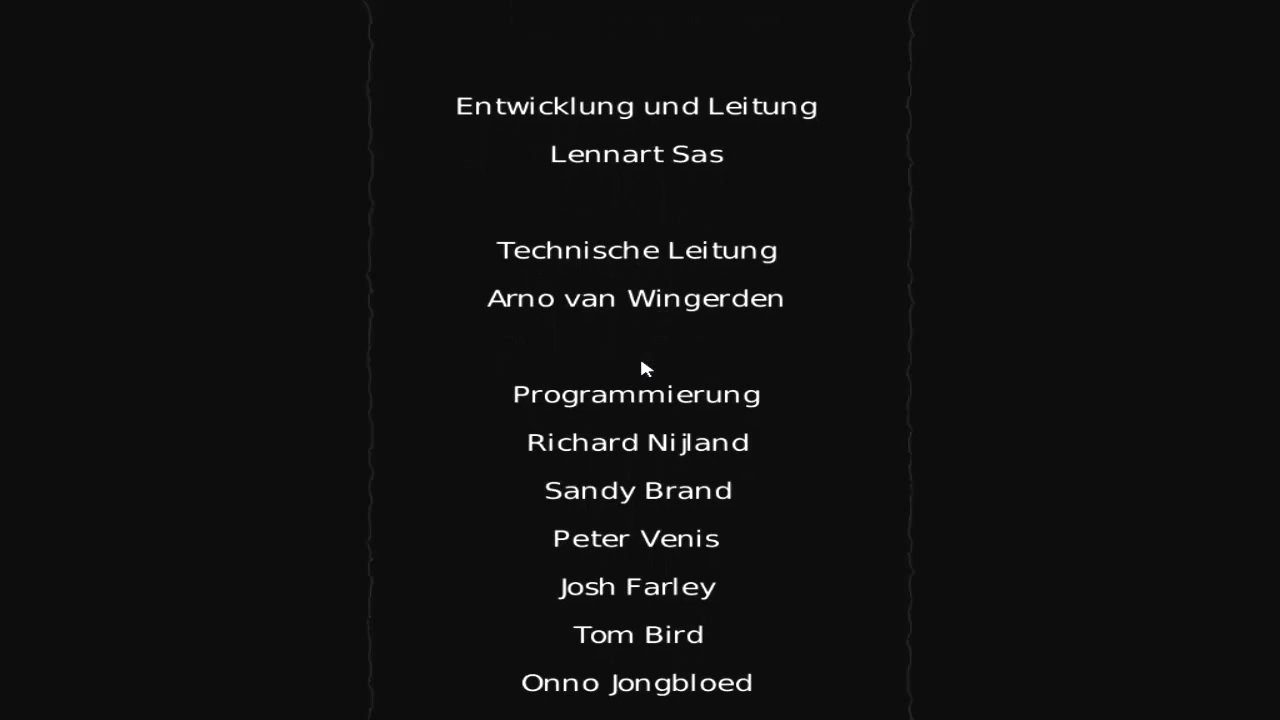 Entwicklung und Leitung
Lennart Sas
Technische Leitung
Arno van Wingerden
Programmierung
Richard Nijland
Sandy Brand
Peter Venis
Josh Farley
Tom Bird
Onno Jongbloed